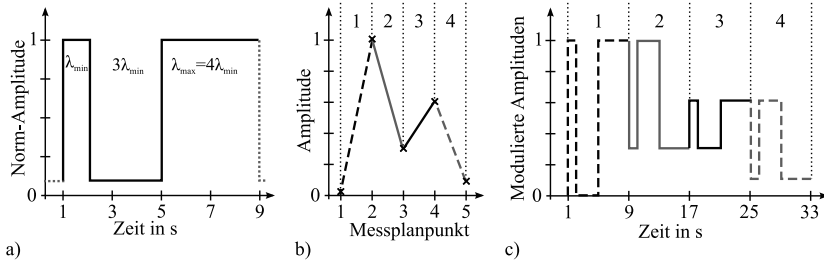 Norm-Amplitude
1
0
λmin
3λmin
λmax=4λmin
1 3 5 7 9
Zeit in s
a)
Amplitude
1
0
1 2 3 4
1 2 3 4 5
Messplanpunkt
b)
Modulierte Amplituden
1
0
1 2 3 4
1 9 17 25 33
Zeit in s
c)